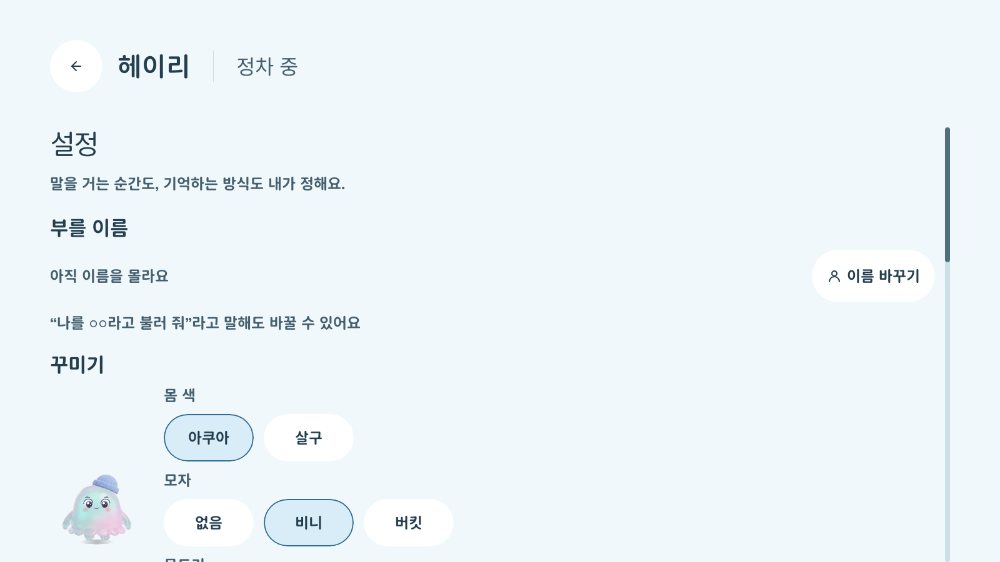 헤이리
정차 중
설정
말을 거는 순간도, 기억하는 방식도 내가 정해요.
부를 이름
아직 이름을 몰라요
이름 바꾸기
“나를 ○○라고 불러 줘”라고 말해도 바꿀 수 있어요
꾸미기
몸 색
아쿠아
살구
모자
없음
비니
버킷